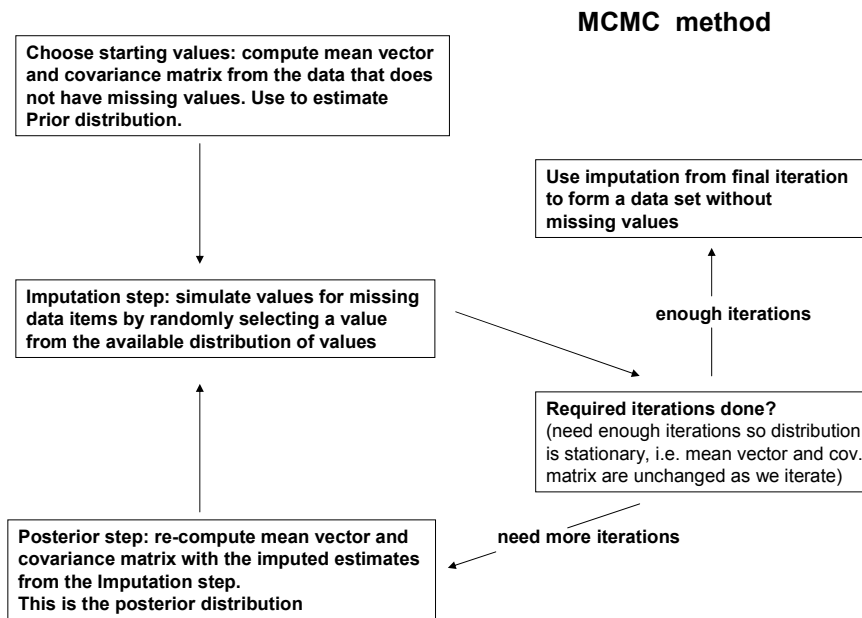 MCMC method
Choose starting values: compute mean vector
and covariance matrix from the data that does
not have missing values. Use to estimate
Prior distribution.
Use imputation from final iteration
to form a data set without
missing values
Imputation step: simulate values for missing
data items by randomly selecting a value
from the available distribution of values
enough iterations
Required iterations done?
(need enough iterations so distribution
is stationary, i.e. mean vector and cov.
matrix are unchanged as we iterate)
need more iterations
Posterior step: re-compute mean vector and
covariance matrix with the imputed estimates
from the Imputation step.
This is the posterior distribution